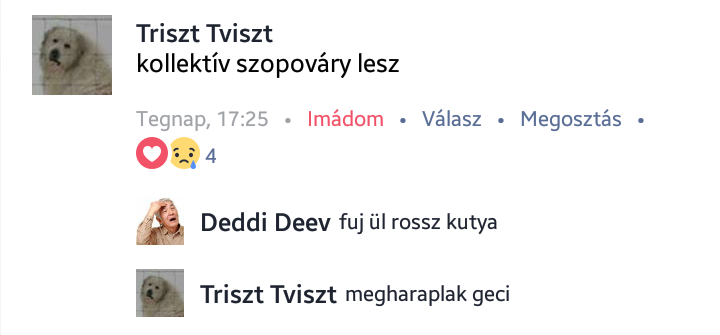 Triszt Tviszt
kollektív szopováry lesz
Tegnap, 17:25 • Imádom • Válasz • Megosztás •
4
Deddi Deev fuj ül rossz kutya
Triszt Tviszt megharaplak geci